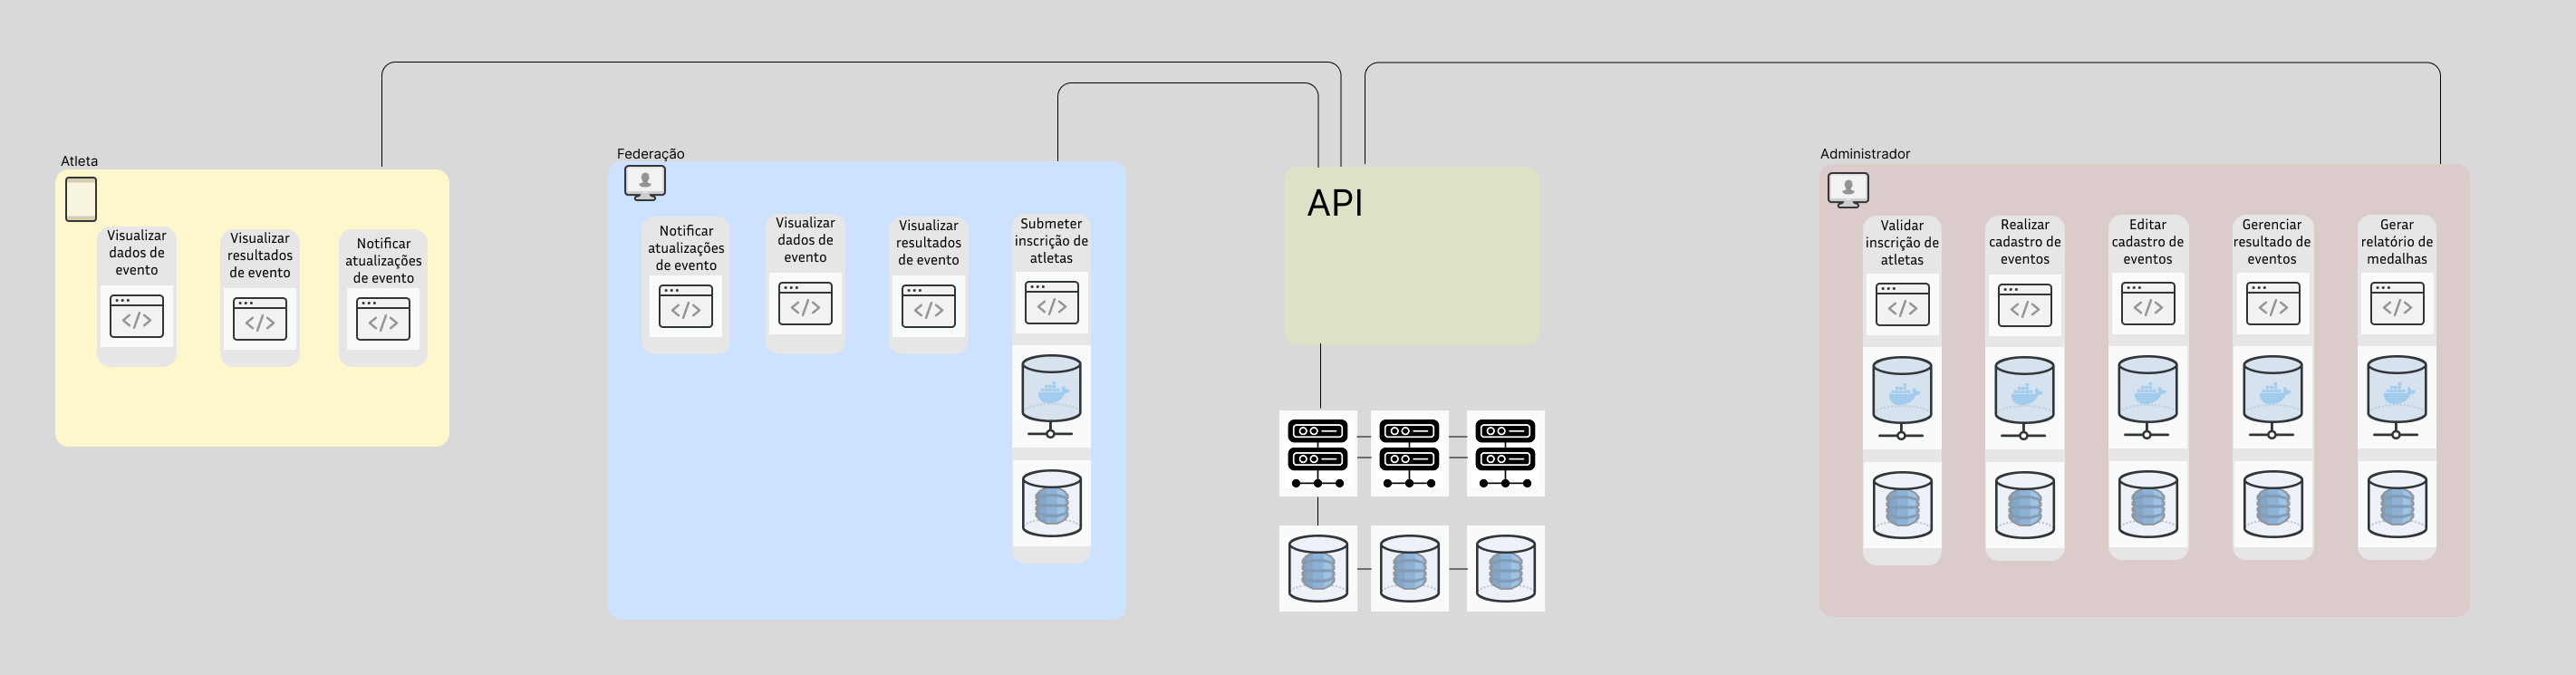 Atleta
Visualizar
dados de
evento
Visualizar
resultados
de evento
Notificar
atualizações
de evento
Federação
Notificar
atualizações
de evento
Visualizar
dados de
evento
Visualizar
resultados
de evento
Submeter
inscrição de
atletas
API
Administrador
Validar
inscrição de
atletas
Realizar
cadastro de
eventos
Editar
cadastro de
eventos
Gerenciar
resultado de
eventos
Gerar
relatório de
medalhas